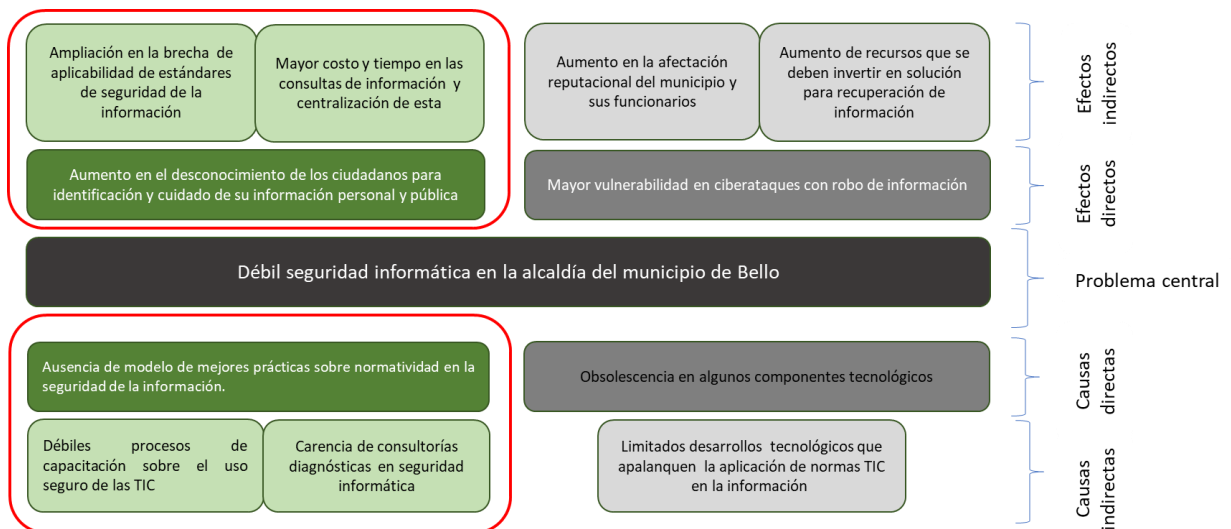 Ampliación en la brecha de
aplicabilidad de estándares
de seguridad de la
información
Mayor costo y tiempo en las
consultas de información y
centralización de esta
Aumento en la afectación
reputacional del municipio y
sus funcionarios
Aumento de recursos que se
deben invertir en solución
para recuperación de
información
Efectos
indirectos
Aumento en el desconocimiento de los ciudadanos para
identificación y cuidado de su información personal y pública
Mayor vulnerabilidad en ciberataques con robo de información
Efectos
directos
Débil seguridad informática en la alcaldía del municipio de Bello
Problema central
Ausencia de modelo de mejores prácticas sobre normatividad en la
seguridad de la información.
Obsolescencia en algunos componentes tecnológicos
Causas
directas
Débiles procesos de
capacitación sobre el uso
seguro de las TIC
Carencia de consultorías
diagnósticas en seguridad
informática
Limitados desarrollos tecnológicos que
apalanquen la aplicación de normas TIC
en la información
Causas
indirectas